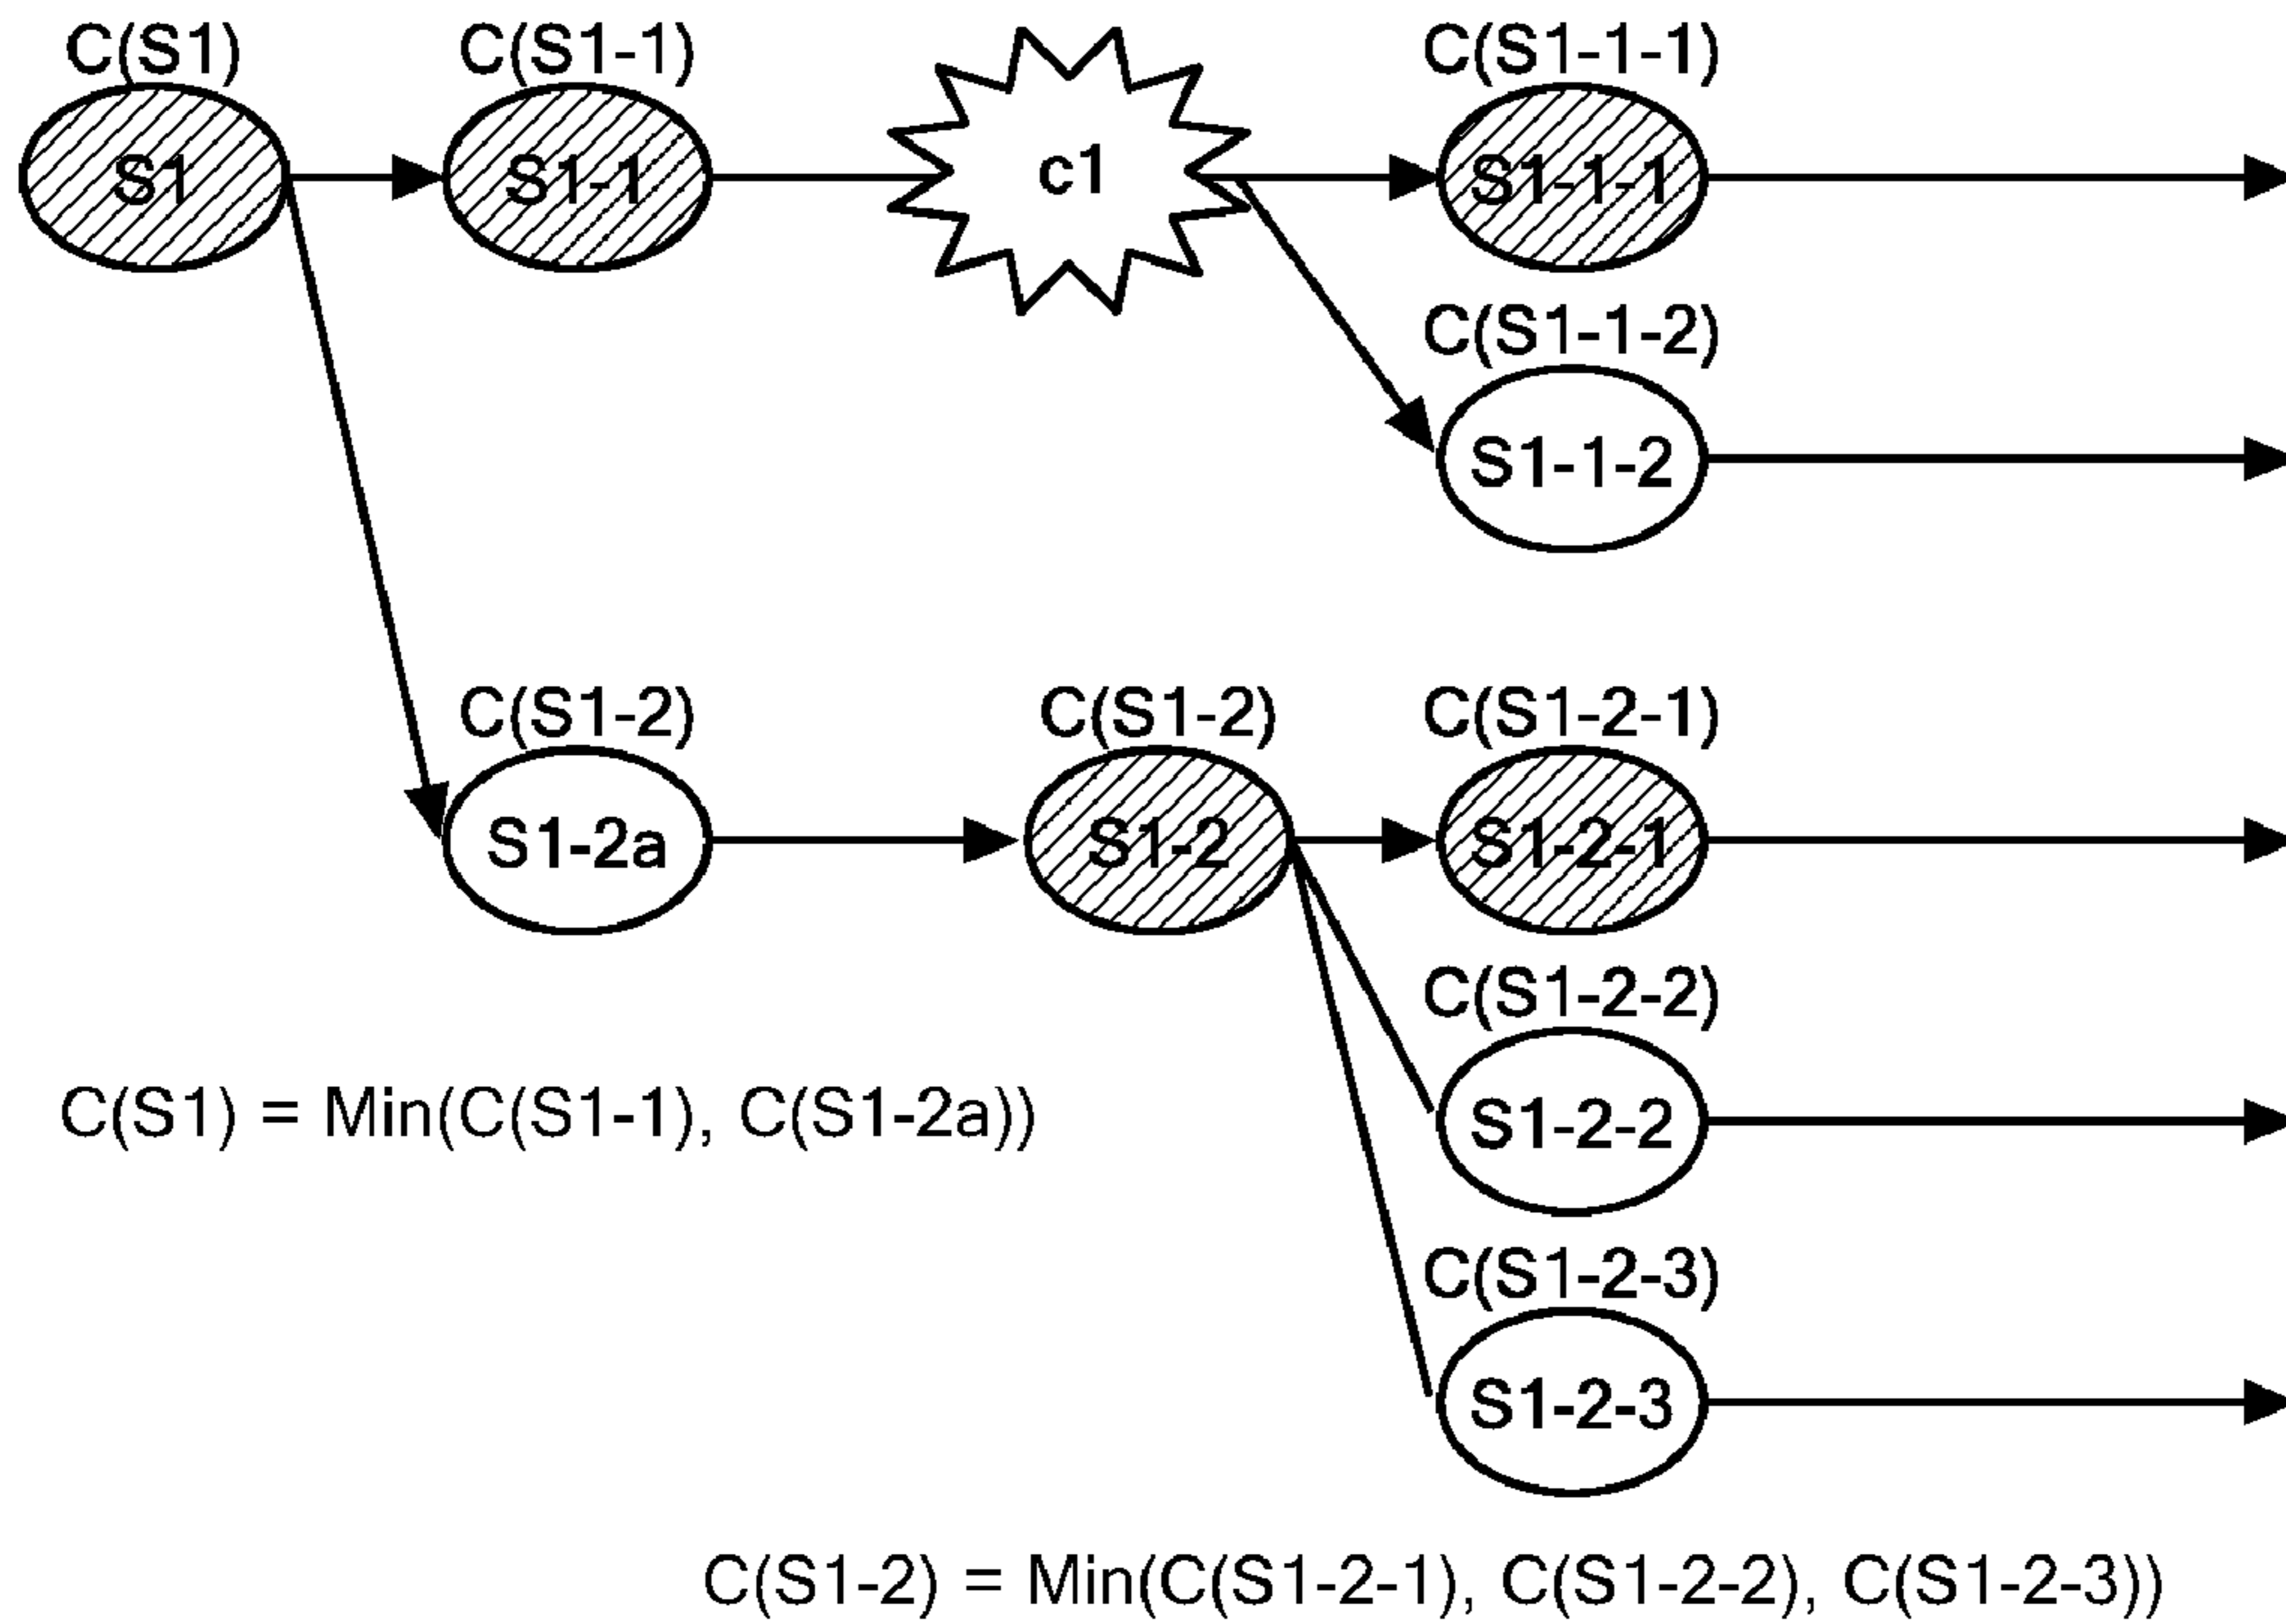 C(S1) C(S1-1) C(S1-1-1)
S1 S1-1 c1 S1-1-1
C(S1-1-2)
S1-1-2
C(S1-2) C(S1-2) C(S1-2-1)
S1-2a S1-2 S1-2-1
C(S1-2-2)
C(S1) = Min(C(S1-1), C(S1-2a)) S1-2-2
C(S1-2-3)
S1-2-3
C(S1-2) = Min(C(S1-2-1), C(S1-2-2), C(S1-2-3))